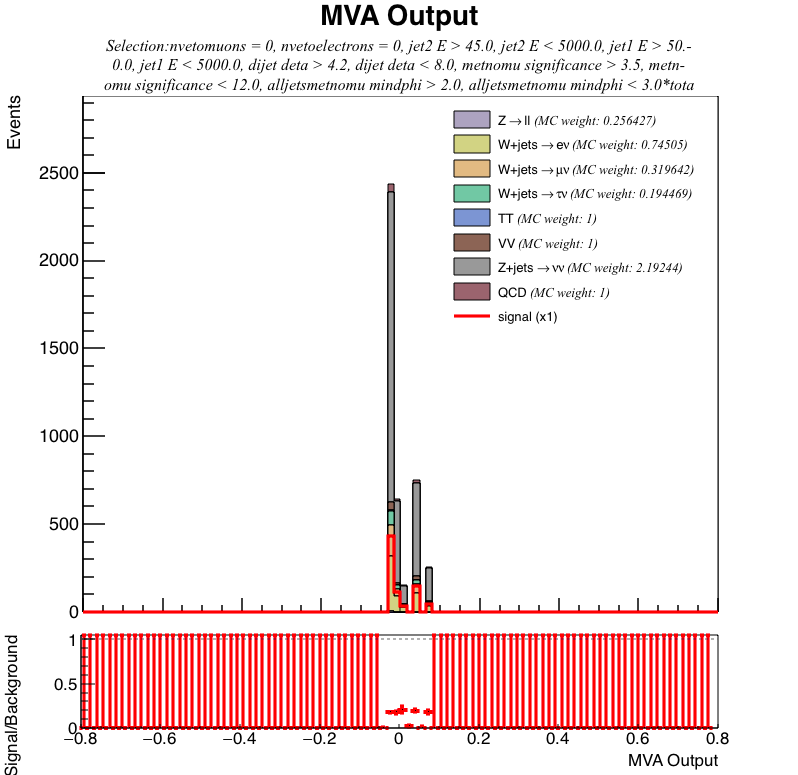 MVA Output
Selection:nvetomuons = 0, nvetoelectrons = 0, jet2 E > 45.0, jet2 E < 5000.0, jet1 E > 50.-
0.0, jet1 E < 5000.0, dijet deta > 4.2, dijet deta < 8.0, metnomu significance > 3.5, metn-
omu significance < 12.0, alljetsmetnomu mindphi > 2.0, alljetsmetnomu mindphi < 3.0*tota
Events
2500
2000
1500
1000
500
0
Z→ll (MC weight: 0.256427)
W+jets→eν (MC weight: 0.74505)
W+jets→μν (MC weight: 0.319642)
W+jets→τν (MC weight: 0.194469)
TT (MC weight: 1)
VV (MC weight: 1)
Z+jets→νν (MC weight: 2.19244)
QCD (MC weight: 1)
signal (x1)
Signal/Background
1
0.5
0
−0.8 −0.6 −0.4 −0.2 0 0.2 0.4 0.6 0.8
MVA Output